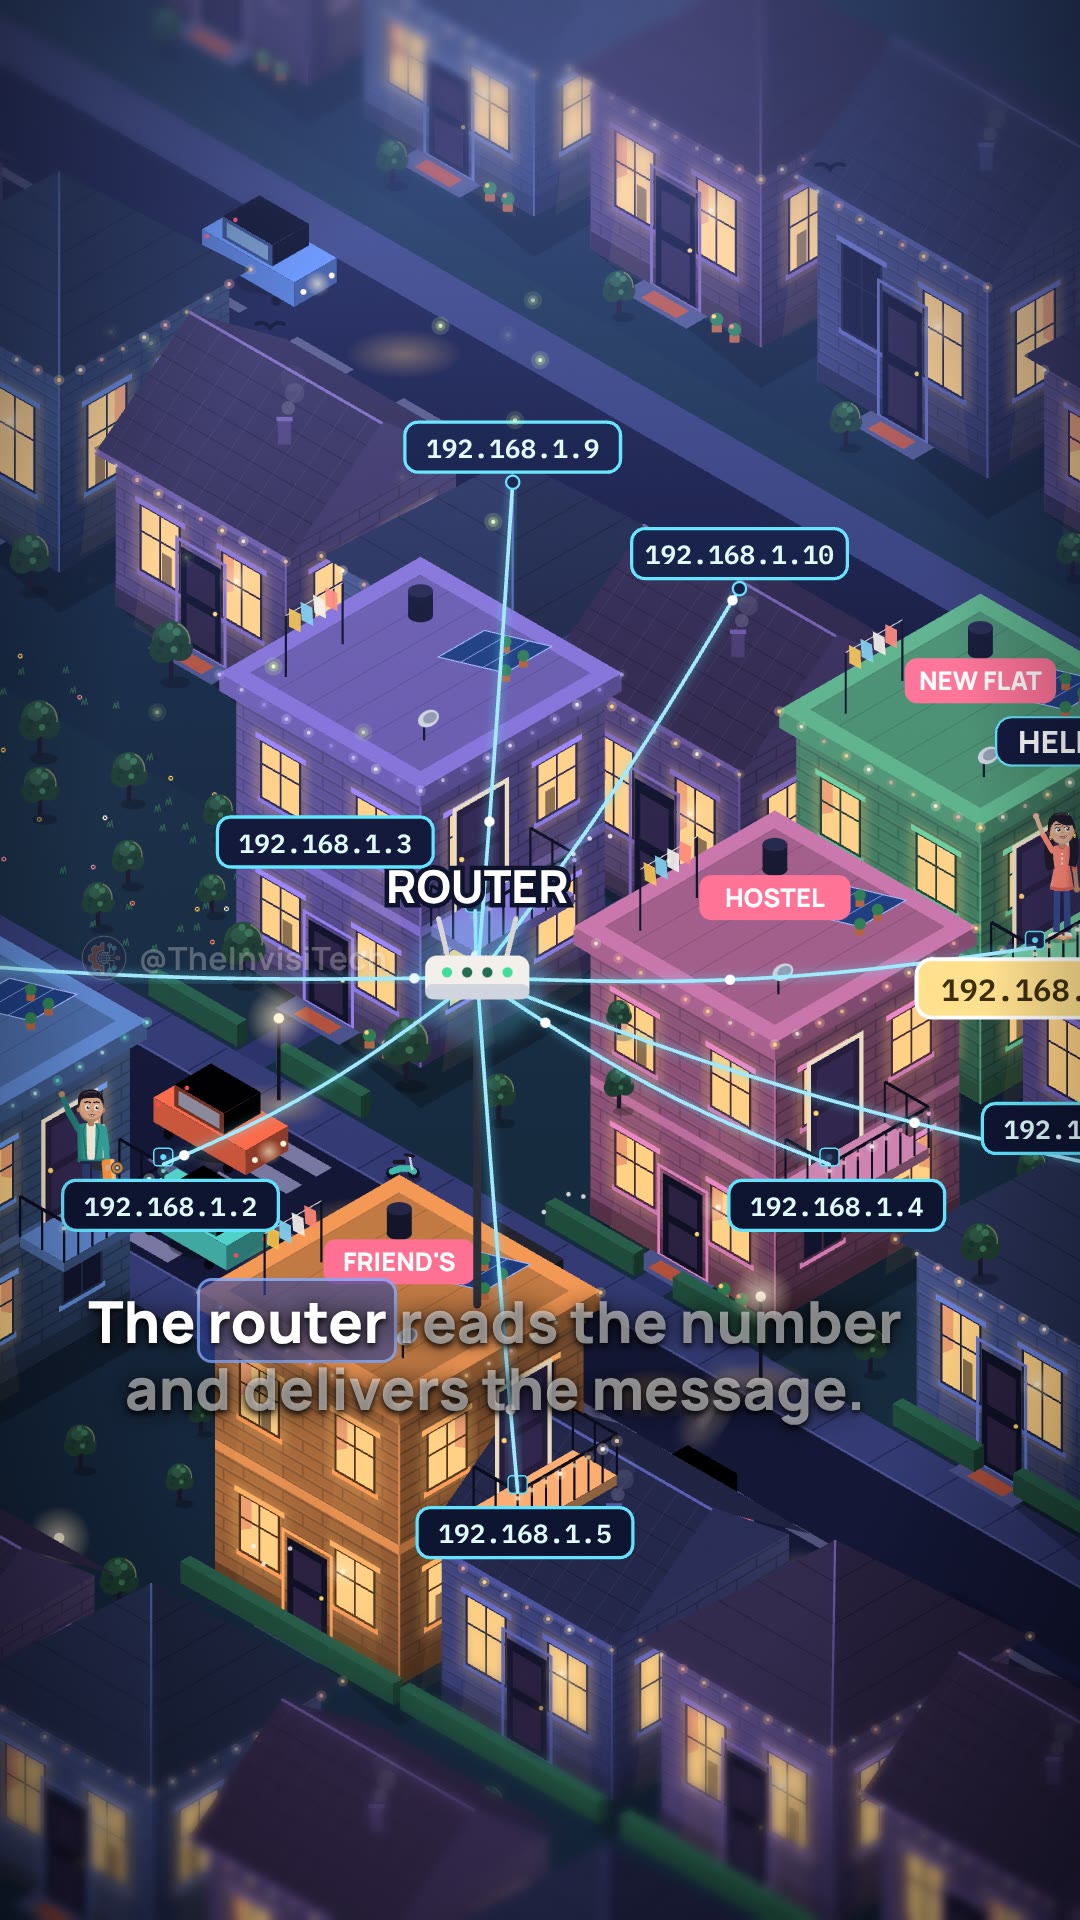 192.168.1.9
192.168.1.10
NEW FLAT
HEL
192.168.1.3
ROUTER
HOSTEL
@TheInvisiTech
192.168.
192.1
192.168.1.2
192.168.1.4
FRIEND'S
The router reads the number
and delivers the message.
192.168.1.5